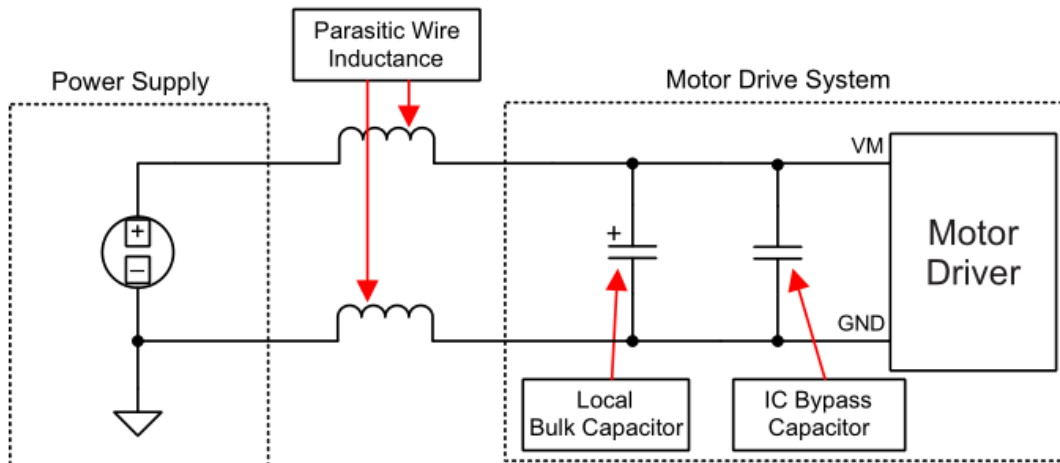 Parasitic Wire
Inductance
Power Supply
Motor Drive System
VM
+
–
+
Motor
Driver
GND
Local
Bulk Capacitor
IC Bypass
Capacitor